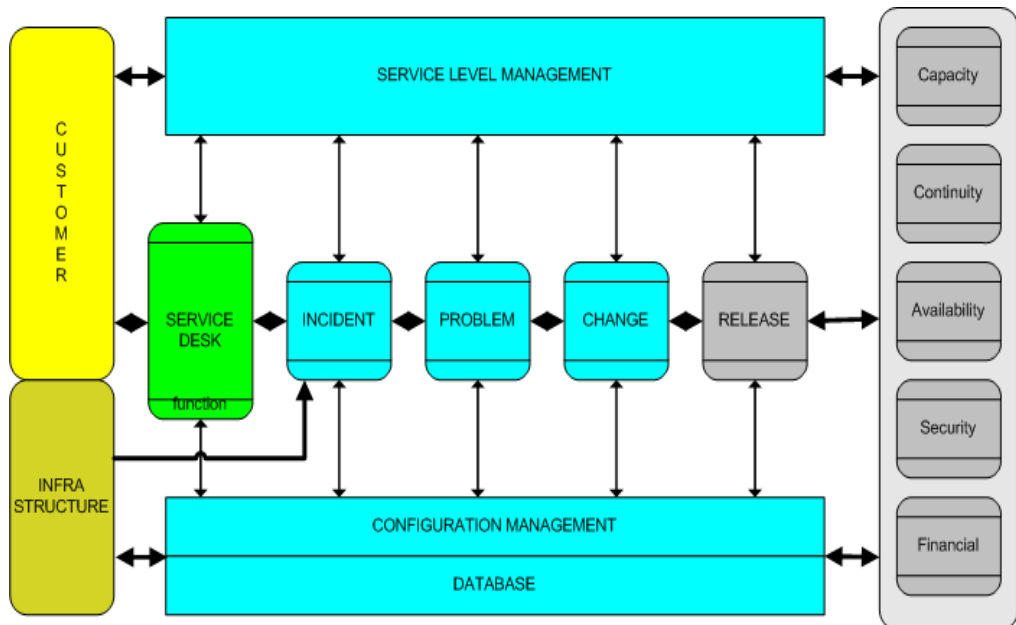 C
U
S
T
O
M
E
R
INFRA
STRUCTURE
SERVICE LEVEL MANAGEMENT
SERVICE
DESK
function
INCIDENT
PROBLEM
CHANGE
RELEASE
CONFIGURATION MANAGEMENT
DATABASE
Capacity
Continuity
Availability
Security
Financial